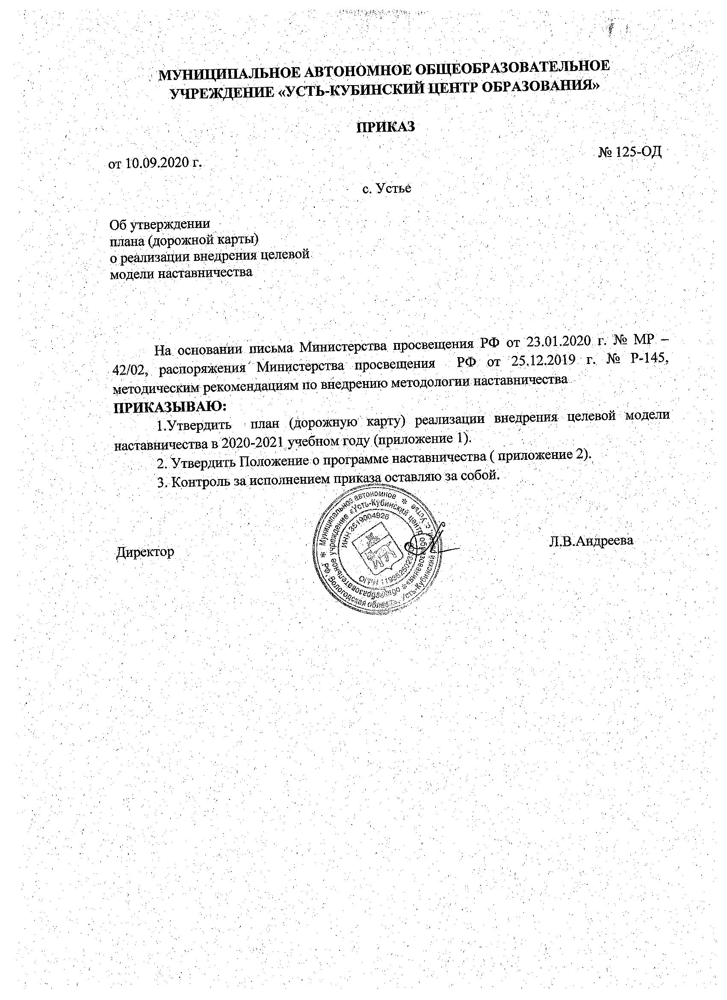 МУНИЦИПАЛЬНОЕ АВТОНОМНОЕ ОБЩЕОБРАЗОВАТЕЛЬНОЕ
УЧРЕЖДЕНИЕ «УСТЬ-КУБИНСКИЙ ЦЕНТР ОБРАЗОВАНИЯ»
ПРИКАЗ
№ 125-ОД
от 10.09.2020 г.
с. Устье
Об утверждении
плана (дорожной карты)
о реализации внедрения целевой
модели наставничества
На основании письма Министерства просвещения РФ от 23.01.2020 г. № МР –
42/02, распоряжения Министерства просвещения РФ от 25.12.2019 г. № Р-145,
методическим рекомендациям по внедрению методологии наставничества
ПРИКАЗЫВАЮ:
1.Утвердить план (дорожную карту) реализации внедрения целевой модели
наставничества в 2020-2021 учебном году (приложение 1).
2. Утвердить Положение о программе наставничества ( приложение 2).
3. Контроль за исполнением приказа оставляю за собой.
Муниципальное автономное
общеобразовательное учреждение «Усть-Кубинский центр образования»
РФ, Вологодская область, Усть-Кубинский с. Устье
ИНН 3519004926
ОГРН
Директор
Л.В.Андреева